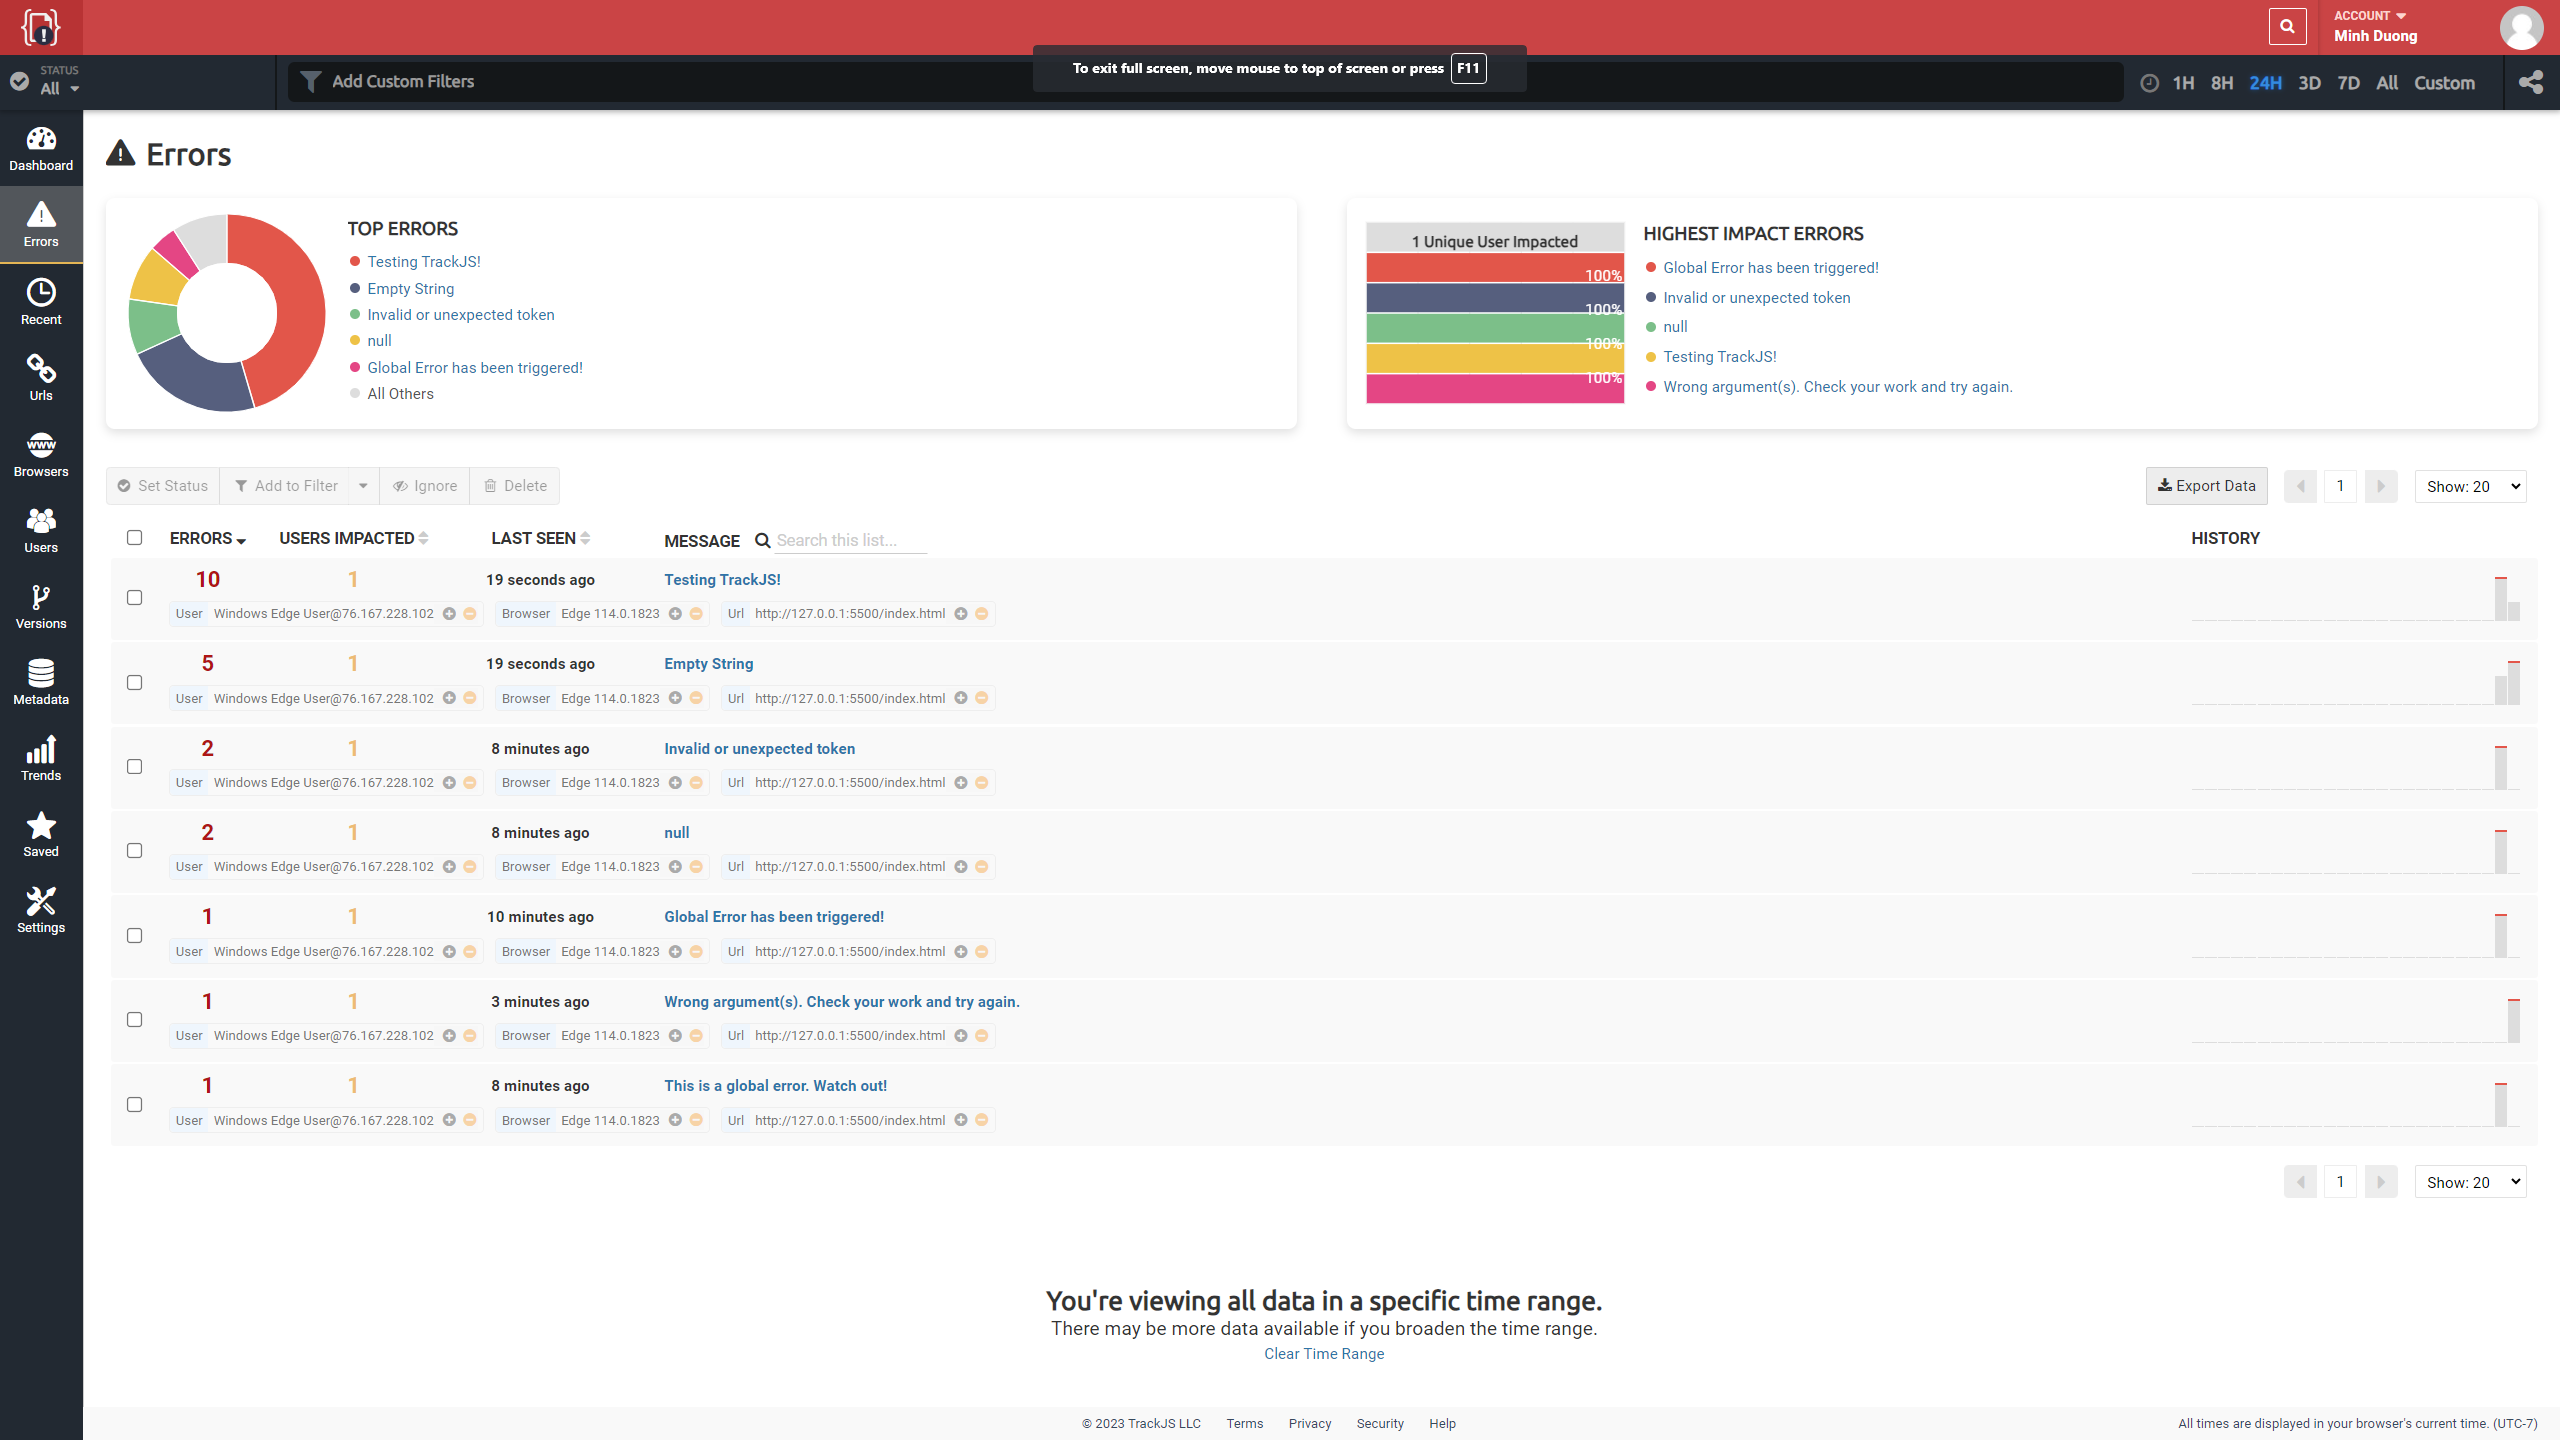 ACCOUNT
Minh Duong
To exit full screen, move mouse to top of screen or press F11
STATUS
All
Add Custom Filters
1H 8H 24H 3D 7D All Custom
Dashboard
Errors
Recent
Urls
WWW
Browsers
Users
Versions
Metadata
Trends
Saved
Settings
Errors
TOP ERRORS
Testing TrackJS!
Empty String
Invalid or unexpected token
null
Global Error has been triggered!
All Others
1 Unique User Impacted
100%
100%
100%
100%
HIGHEST IMPACT ERRORS
Global Error has been triggered!
Invalid or unexpected token
null
Testing TrackJS!
Wrong argument(s). Check your work and try again.
Set Status Add to Filter Ignore Delete
Export Data 1 Show: 20
ERRORS USERS IMPACTED LAST SEEN MESSAGE Search this list... HISTORY
10 1 19 seconds ago Testing TrackJS!
User Windows Edge User@76.167.228.102 Browser Edge 114.0.1823 Url http://127.0.0.1:5500/index.html
5 1 19 seconds ago Empty String
User Windows Edge User@76.167.228.102 Browser Edge 114.0.1823 Url http://127.0.0.1:5500/index.html
2 1 8 minutes ago Invalid or unexpected token
User Windows Edge User@76.167.228.102 Browser Edge 114.0.1823 Url http://127.0.0.1:5500/index.html
2 1 8 minutes ago null
User Windows Edge User@76.167.228.102 Browser Edge 114.0.1823 Url http://127.0.0.1:5500/index.html
1 1 10 minutes ago Global Error has been triggered!
User Windows Edge User@76.167.228.102 Browser Edge 114.0.1823 Url http://127.0.0.1:5500/index.html
1 1 3 minutes ago Wrong argument(s). Check your work and try again.
User Windows Edge User@76.167.228.102 Browser Edge 114.0.1823 Url http://127.0.0.1:5500/index.html
1 1 8 minutes ago This is a global error. Watch out!
User Windows Edge User@76.167.228.102 Browser Edge 114.0.1823 Url http://127.0.0.1:5500/index.html
1 Show: 20
You're viewing all data in a specific time range.
There may be more data available if you broaden the time range.
Clear Time Range
© 2023 TrackJS LLC Terms Privacy Security Help
All times are displayed in your browser's current time. (UTC-7)